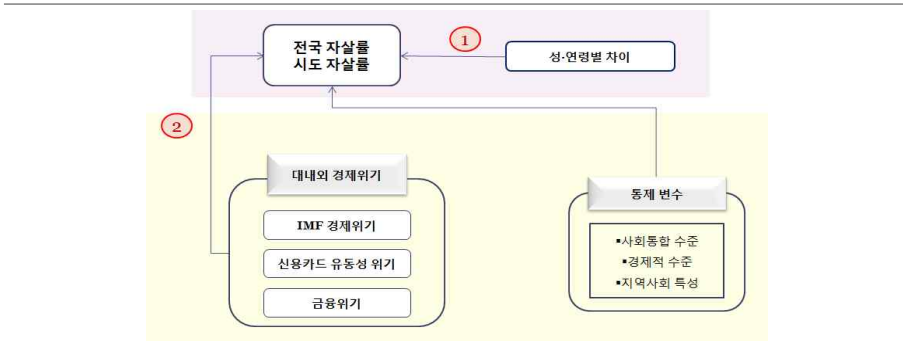 전국 자살률
시도 자살률
1
성·연령별 차이
2
대내외 경제위기
IMF 경제위기
신용카드 유동성 위기
금융위기
통제 변수
▪사회통합 수준
▪경제적 수준
▪지역사회 특성